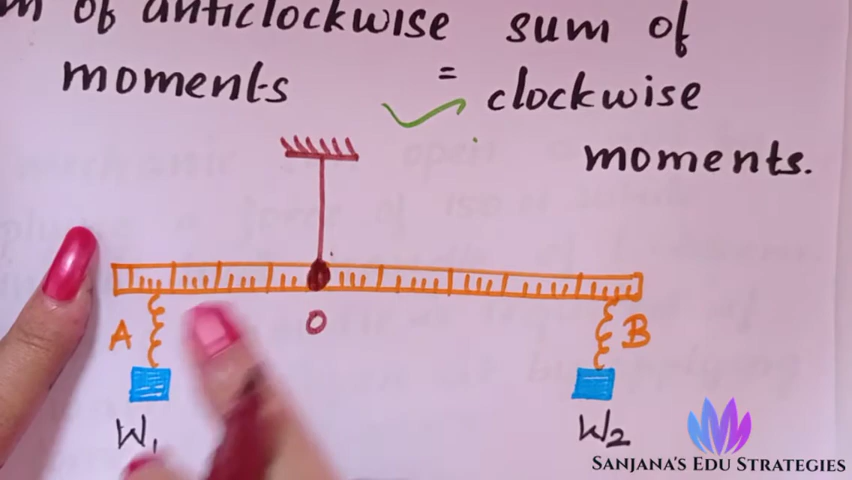 of anticlockwise sum of
moments = clockwise
moments.
A O B
W1 W2
SANJANA'S EDU STRATEGIES